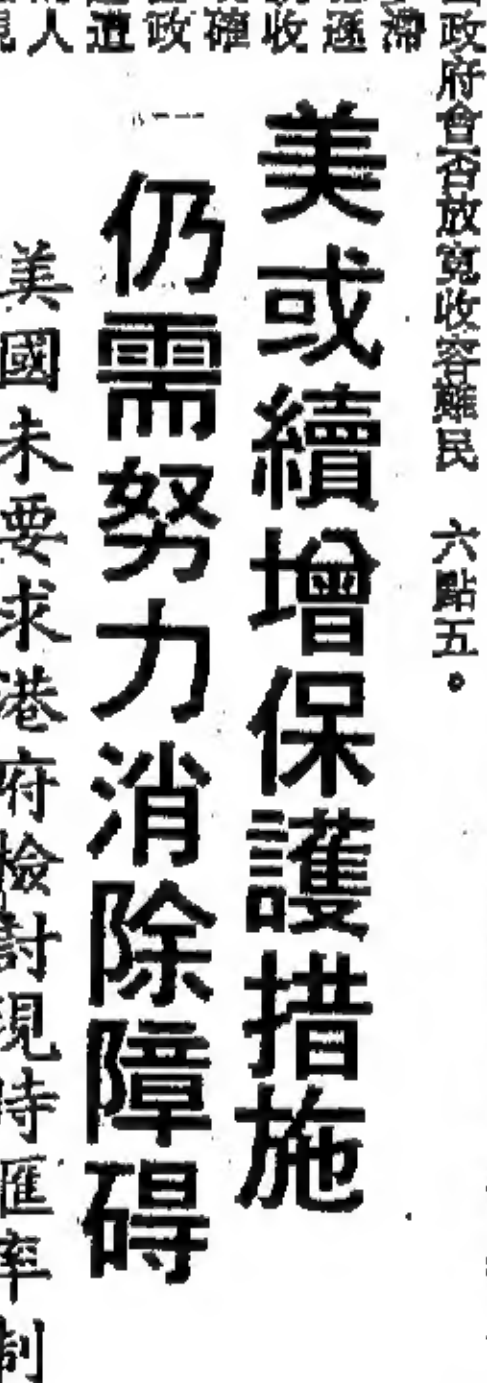 政府會否放寬收容難民　六點五。
美或續增保護措施
仍需努力消除障碍
美國未要求港府檢討現時匯率制